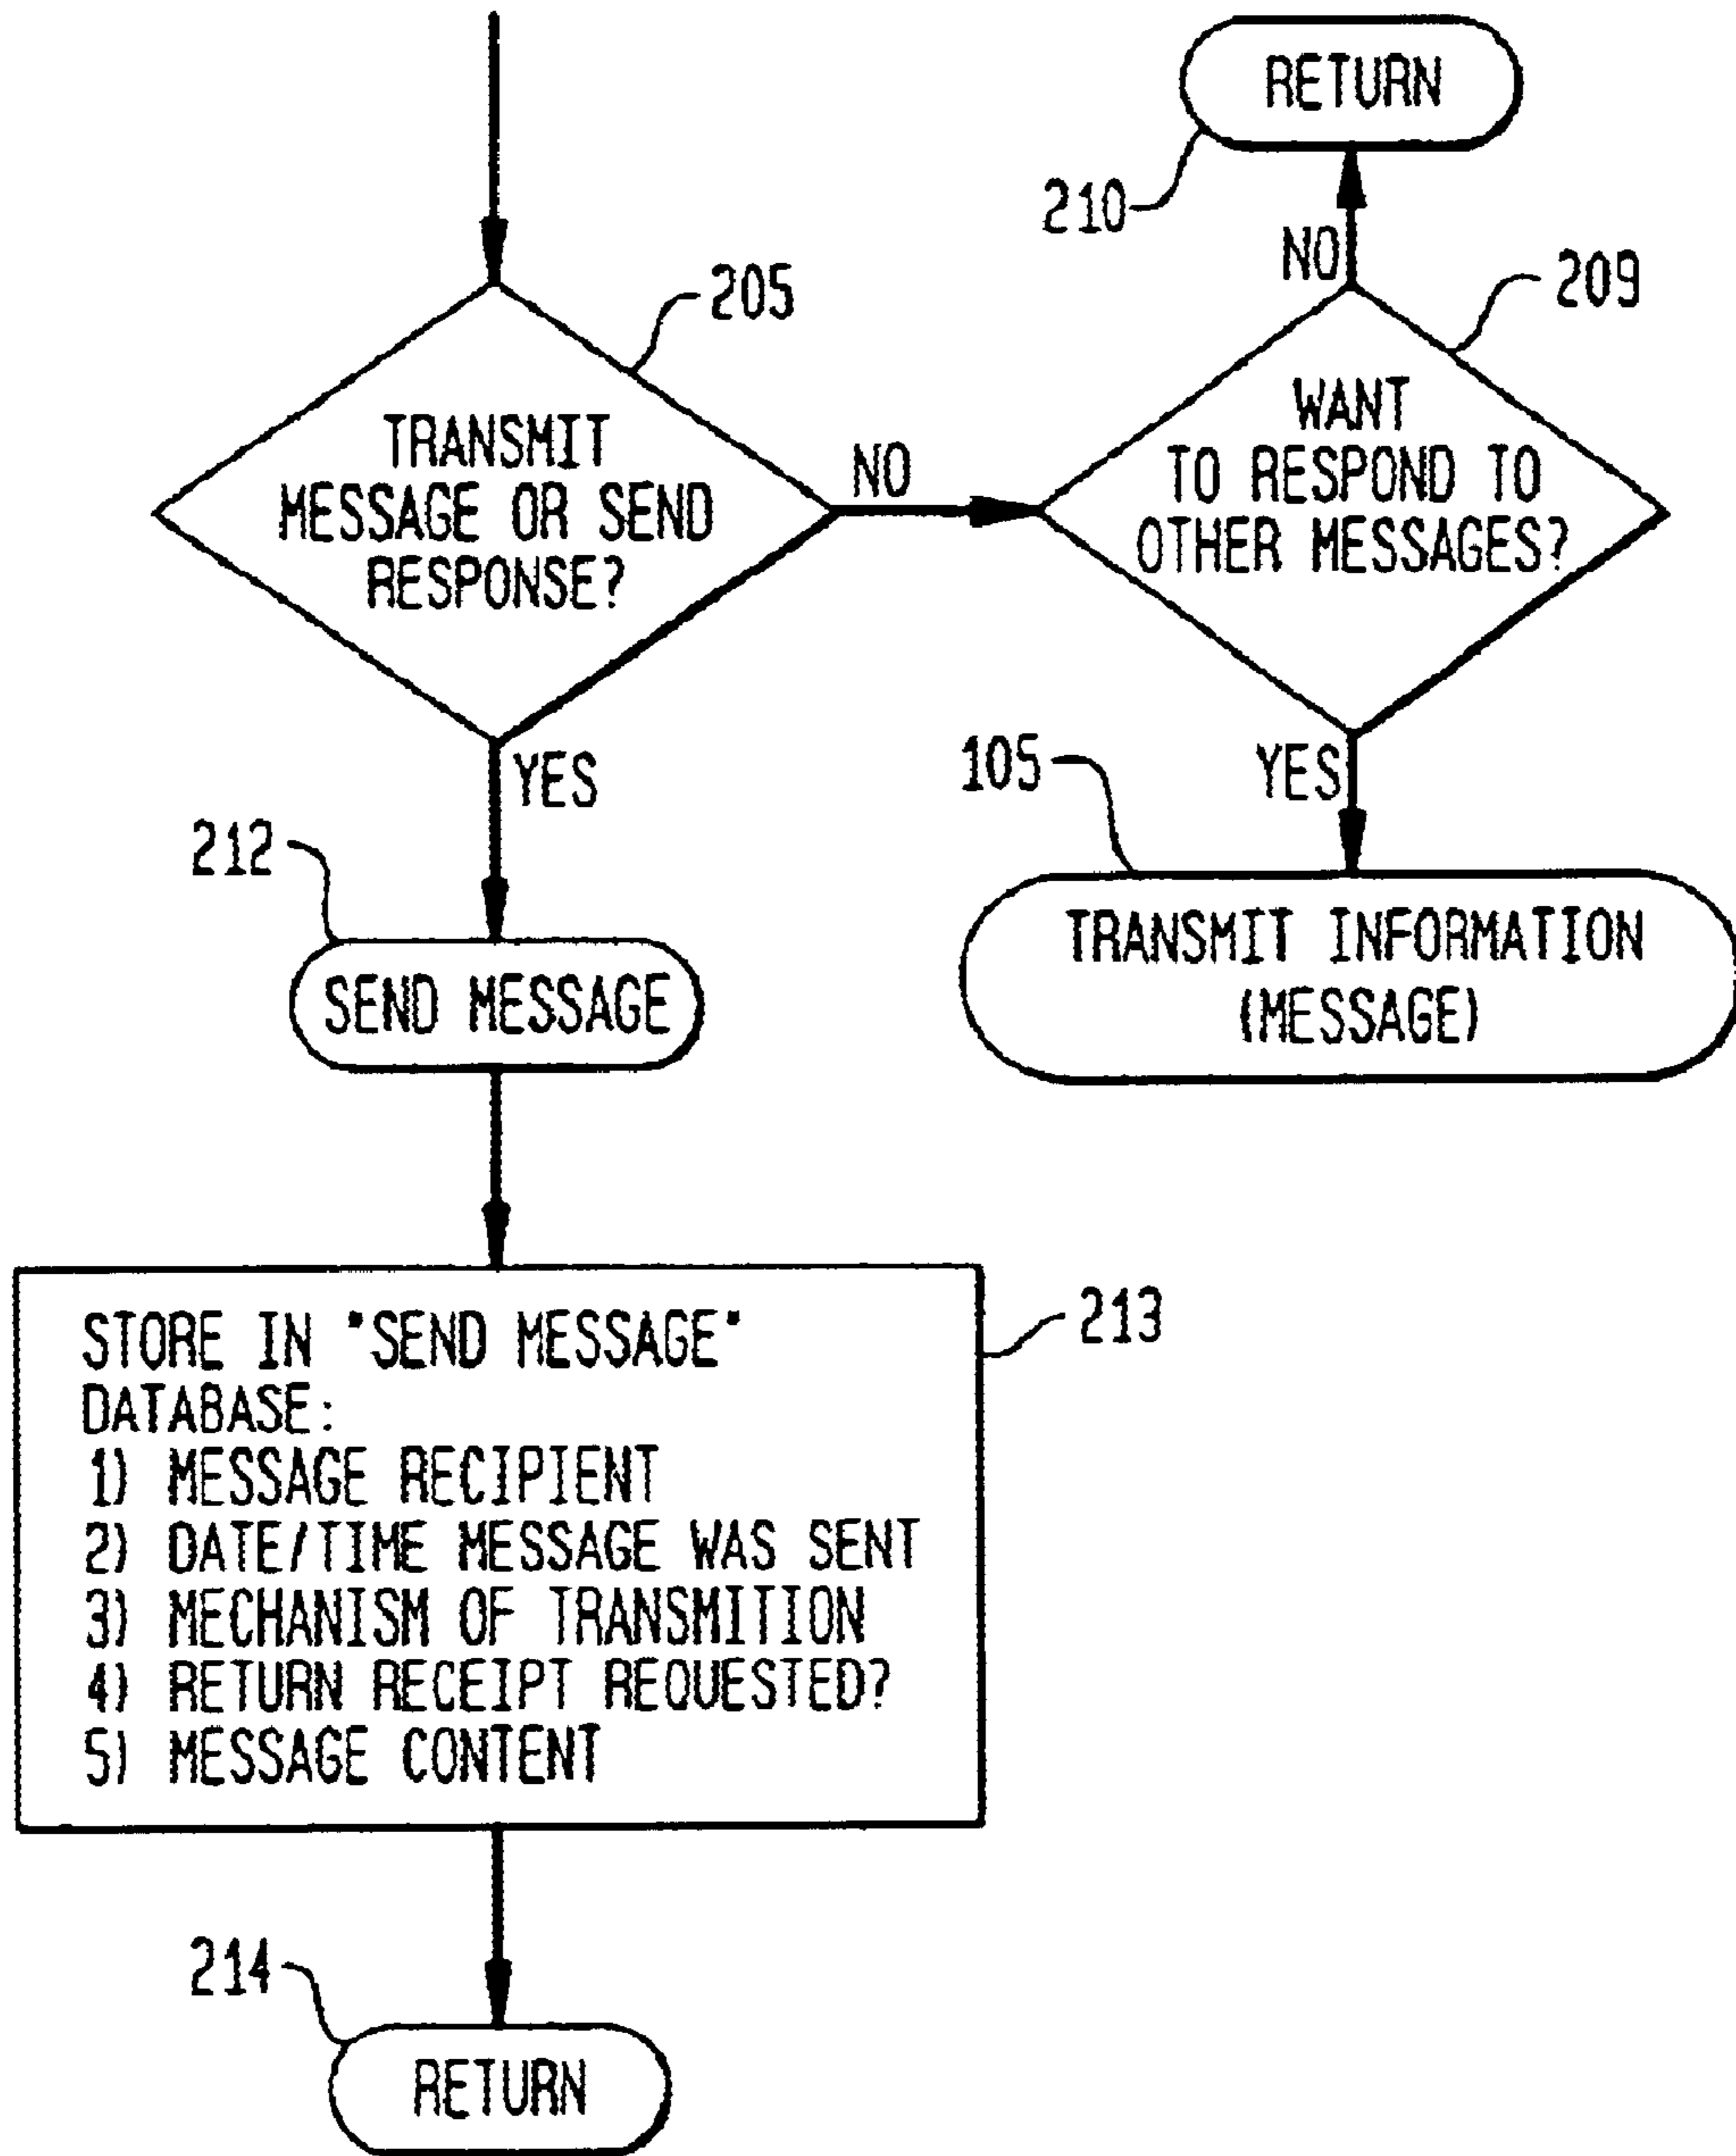 RETURN
210
NO
205
209
TRANSMIT
MESSAGE OR SEND
RESPONSE?
NO
WANT
TO RESPOND TO
OTHER MESSAGES?
YES
105
YES
212
SEND MESSAGE
TRANSMIT INFORMATION
(MESSAGE)
213
STORE IN "SEND MESSAGE"
DATABASE:
1) MESSAGE RECIPIENT
2) DATE/TIME MESSAGE WAS SENT
3) MECHANISM OF TRANSMITION
4) RETURN RECEIPT REQUESTED?
5) MESSAGE CONTENT
214
RETURN